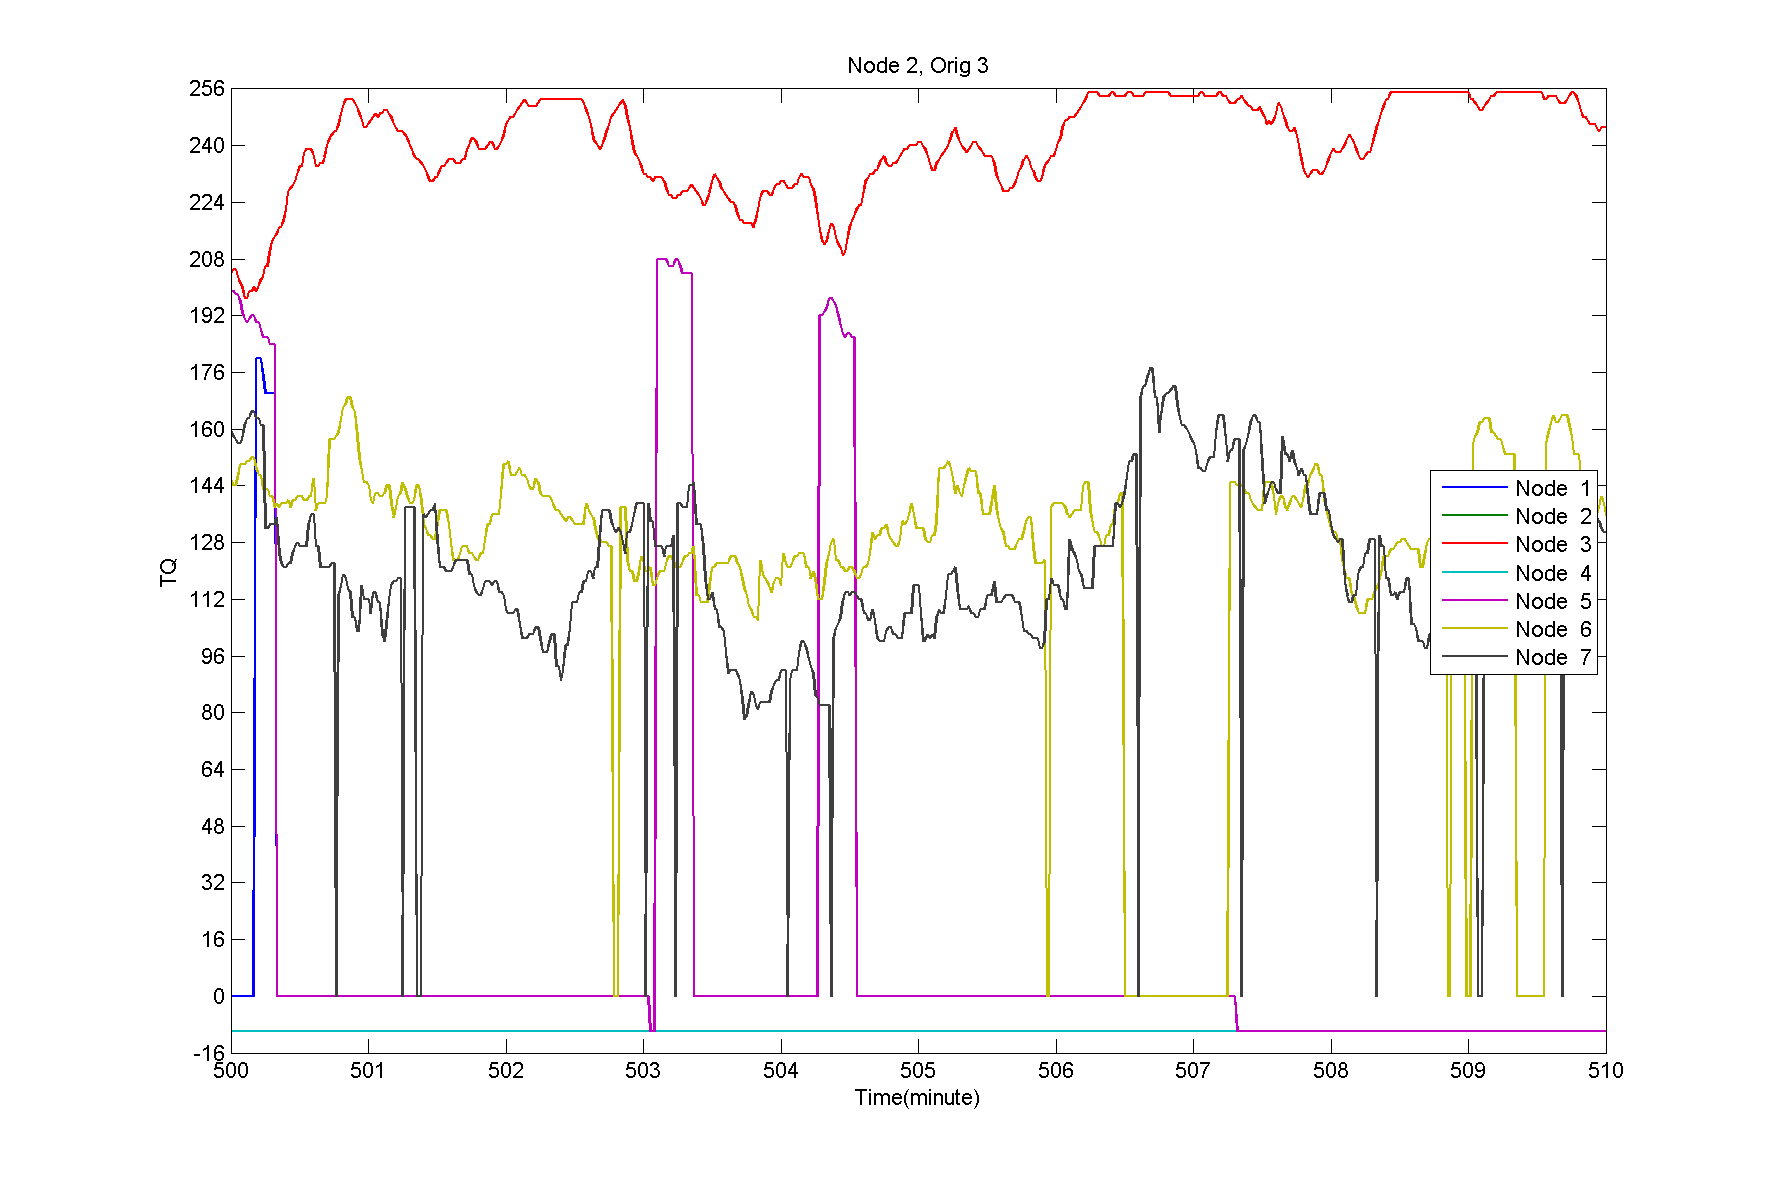 Node 2, Orig 3
256
240
224
208
192
176
160
144
128
112
96
80
64
48
32
16
0
-16
TQ
500 501 502 503 504 505 506 507 508 509 510
Time(minute)
Node 1
Node 2
Node 3
Node 4
Node 5
Node 6
Node 7